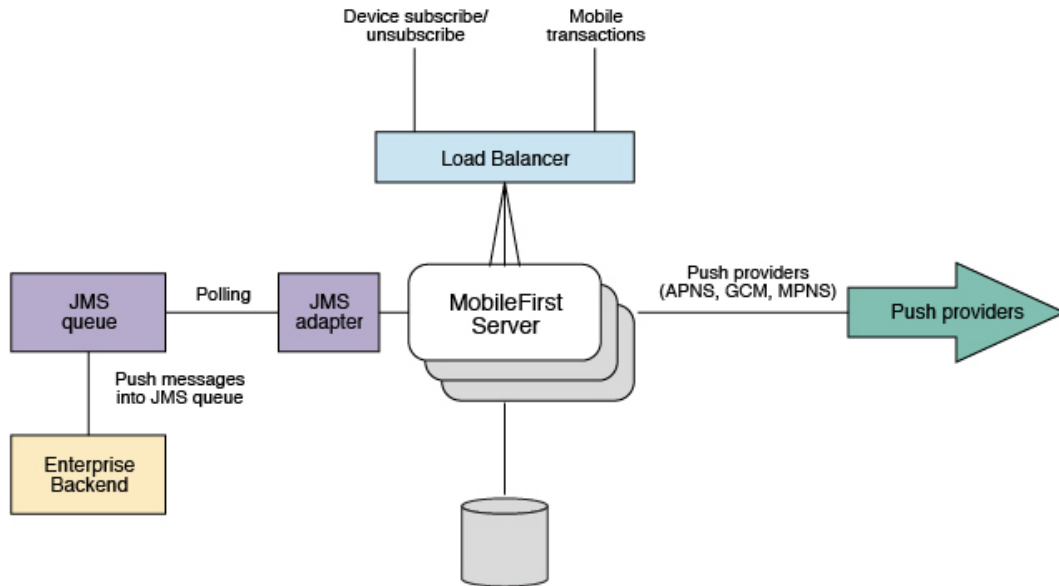 Device subscribe/
unsubscribe
Mobile
transactions
Load Balancer
JMS
queue
Polling
JMS
adapter
MobileFirst
Server
Push providers
(APNS, GCM, MPNS)
Push providers
Push messages
into JMS queue
Enterprise
Backend